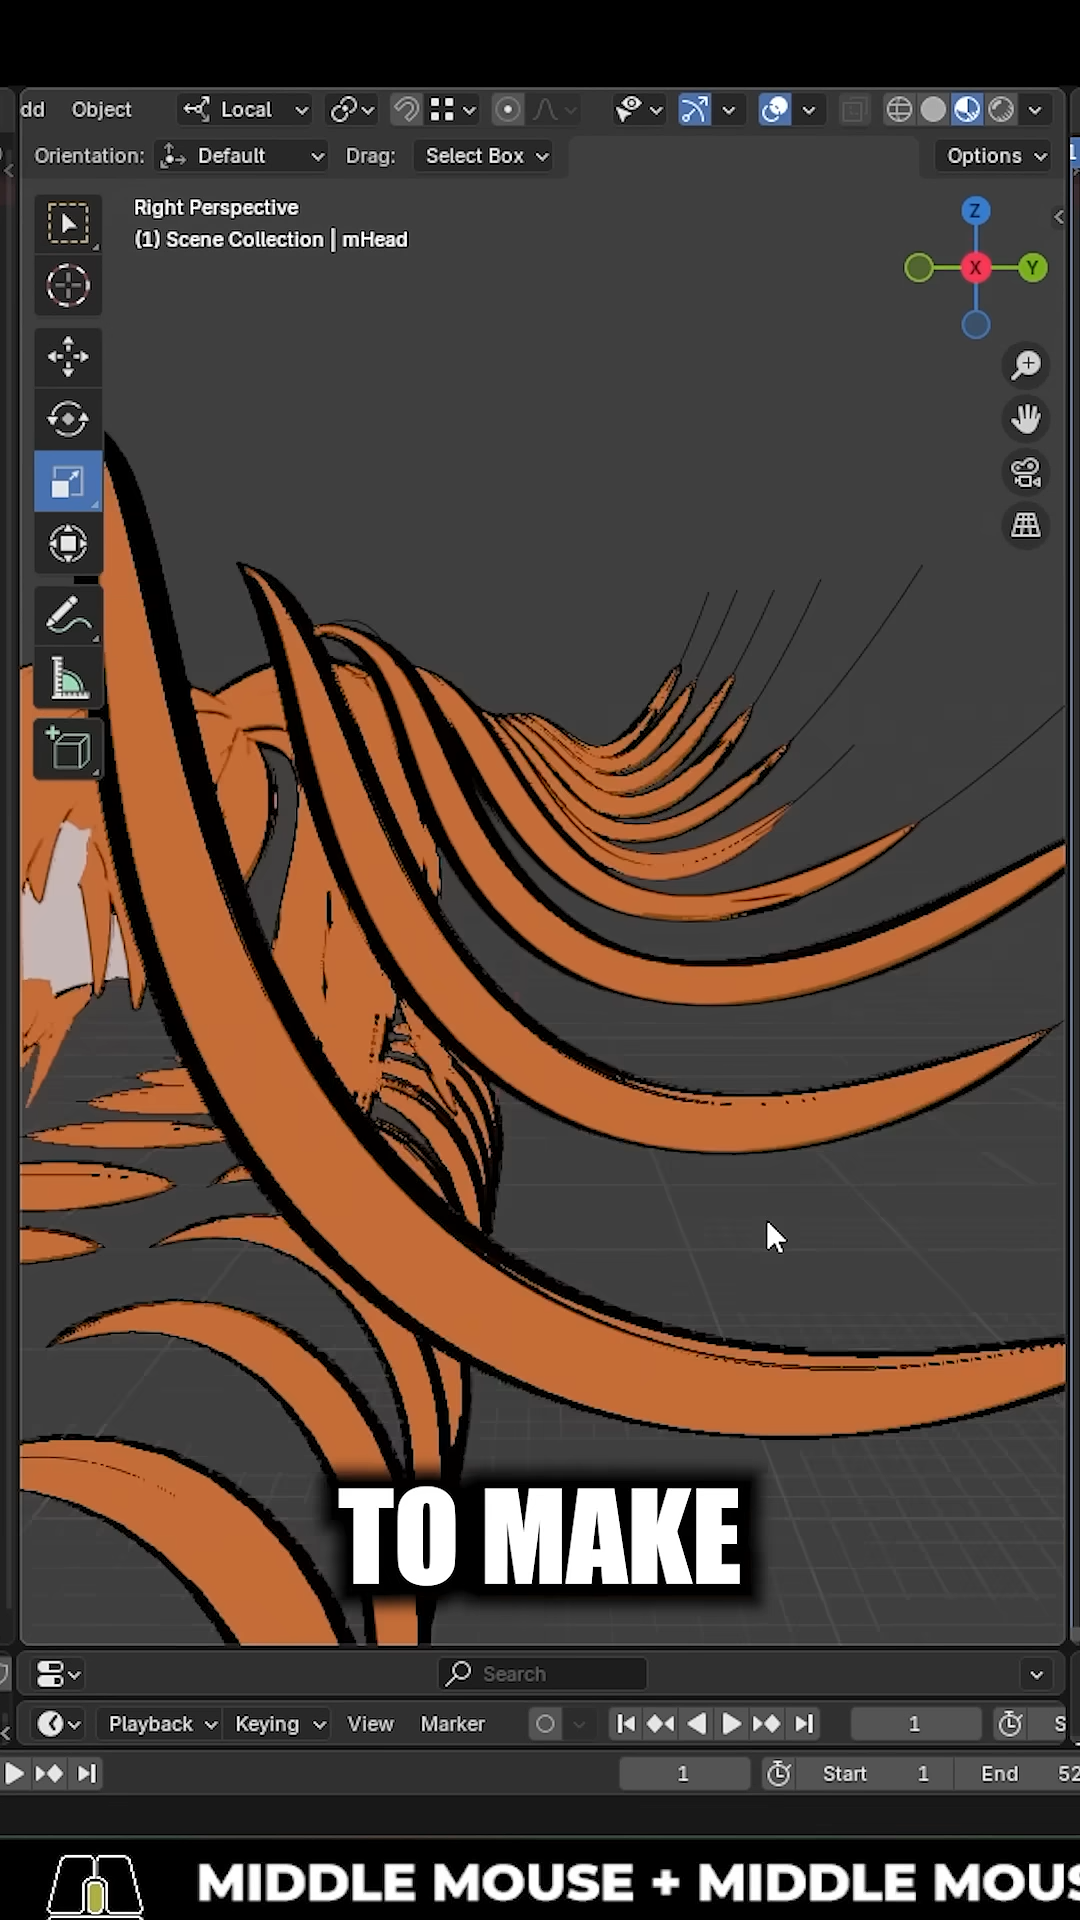 dd Object Local
Orientation: Default Drag: Select Box Options
Right Perspective
(1) Scene Collection | mHead
Z
X Y
TO MAKE
Search
Playback Keying View Marker 1 S
1 Start 1 End 52
MIDDLE MOUSE + MIDDLE MOUS